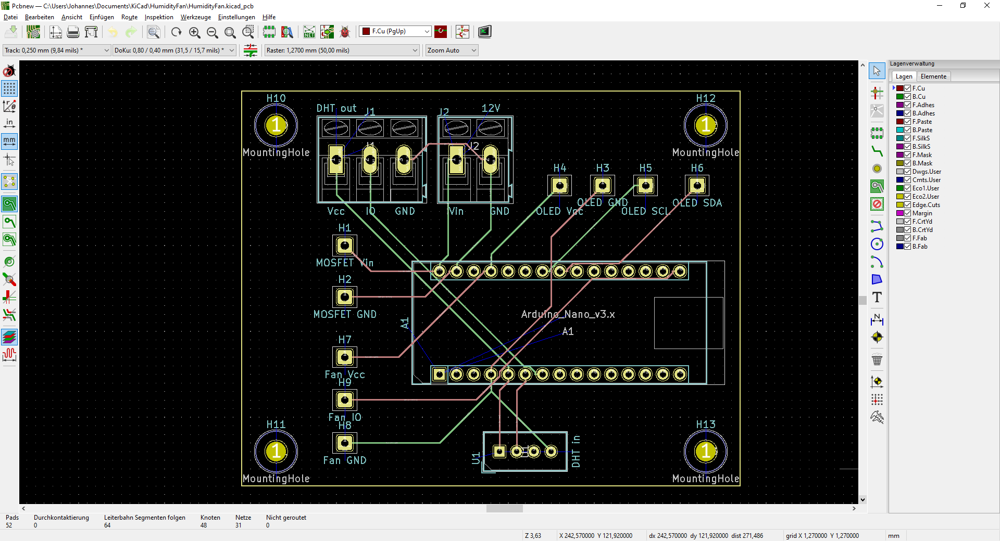 Pcbnew — C:\Users\Johannes\Documents\KiCad\HumidityFan\HumidityFan.kicad_pcb
Datei Bearbeiten Ansicht Einfügen Route Inspektion Werkzeuge Einstellungen Hilfe
F.Cu (PgUp)
Track: 0,250 mm (9,84 mils) * DoKu: 0,80 / 0,40 mm (31,5 / 15,7 mils) * Raster: 1,2700 mm (50,00 mils) Zoom Auto
in
mm
NET
T
N
Lagenverwaltung
Lagen Elemente
F.Cu
B.Cu
F.Adhes
B.Adhes
F.Paste
B.Paste
F.SilkS
B.SilkS
F.Mask
B.Mask
Dwgs.User
Cmts.User
Eco1.User
Eco2.User
Edge.Cuts
Margin
F.CrtYd
B.CrtYd
F.Fab
B.Fab
H10 H12
DHT out J1 J2 12V
1 1
J1 J2
MountingHole MountingHole
H4 H3 H5 H6
OLED GND OLED SDA
Vcc IO GND Vin GND OLED Vcc OLED SCL
H1
1
MOSFET Vin
H2
1
MOSFET GND
Arduino_Nano_v3.x
A1
A1
H7
1
Fan Vcc
H9
1
Fan IO
H8
1
Fan GND
H11 H13
1 1
U1 U1 DHT in
MountingHole MountingHole
Pads Durchkontaktierung Leiterbahn Segmenten folgen Knoten Netze Nicht geroutet
52 0 64 48 31 0
Z 3,63 X 242,570000 Y 121,920000 dx 242,570000 dy 121,920000 dist 271,486 grid X 1,270000 Y 1,270000 mm